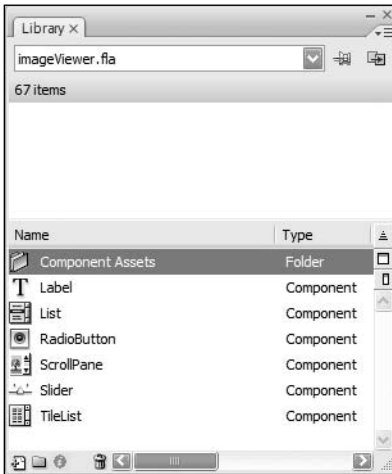 Library ×
imageViewer.fla
67 items
Name Type
Component Assets Folder
Label Component
List Component
RadioButton Component
ScrollPane Component
Slider Component
TileList Component